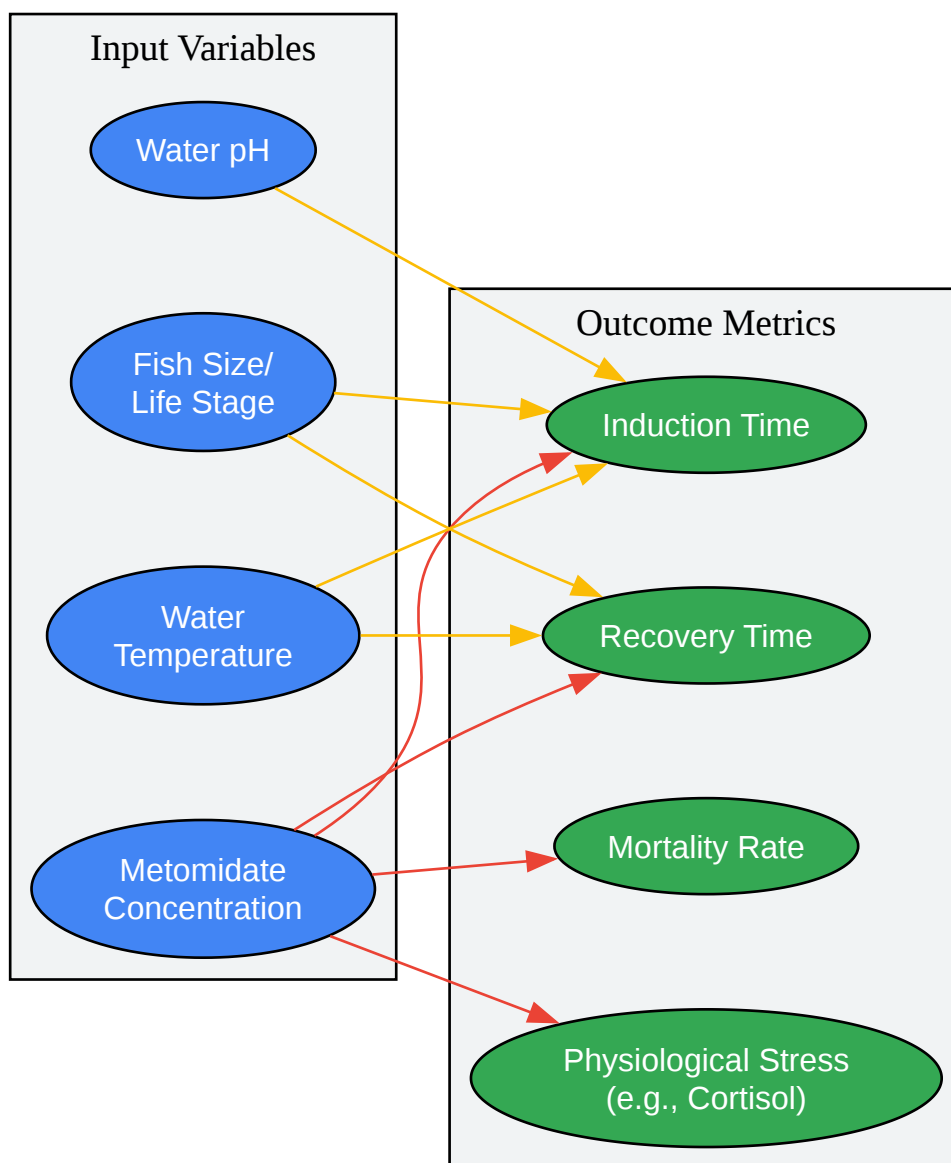 Input Variables
Water pH
Fish Size/
Life Stage
Water
Temperature
Metomidate
Concentration
Outcome Metrics
Induction Time
Recovery Time
Mortality Rate
Physiological Stress
(e.g., Cortisol)